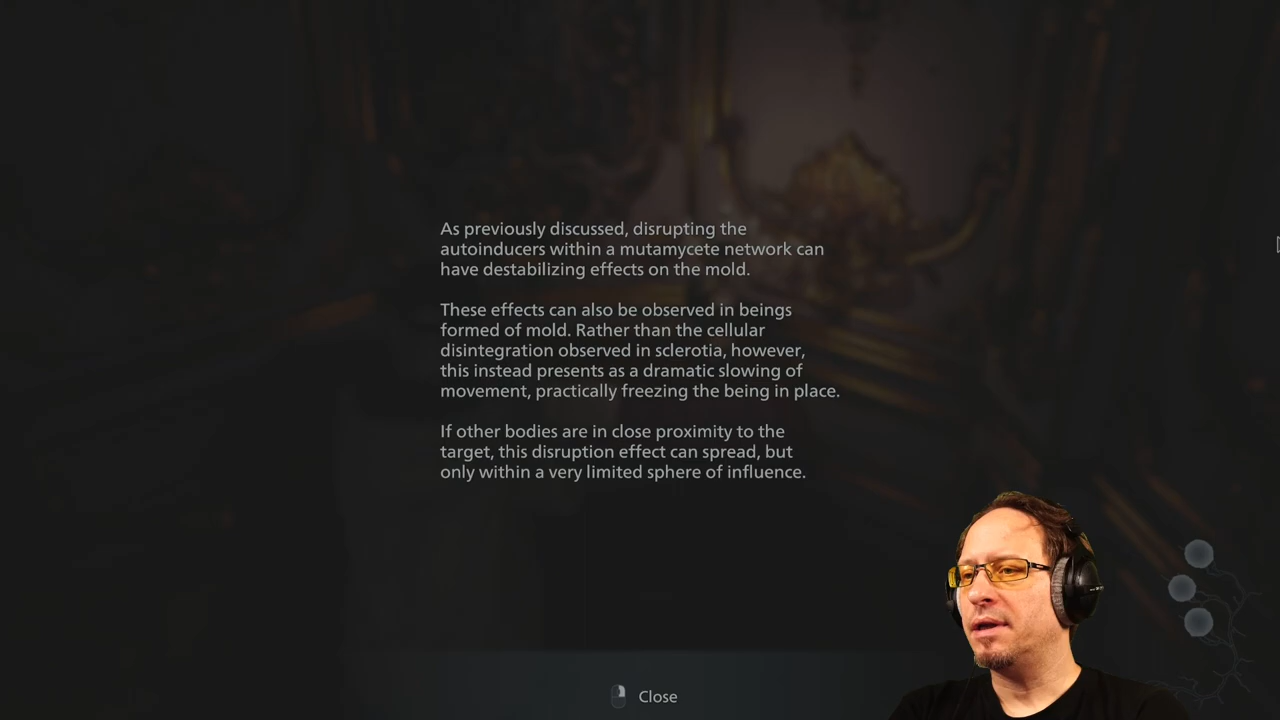 As previously discussed, disrupting the
autoinducers within a mutamycete network can
have destabilizing effects on the mold.
These effects can also be observed in beings
formed of mold. Rather than the cellular
disintegration observed in sclerotia, however,
this instead presents as a dramatic slowing of
movement, practically freezing the being in place.
If other bodies are in close proximity to the
target, this disruption effect can spread, but
only within a very limited sphere of influence.
Close